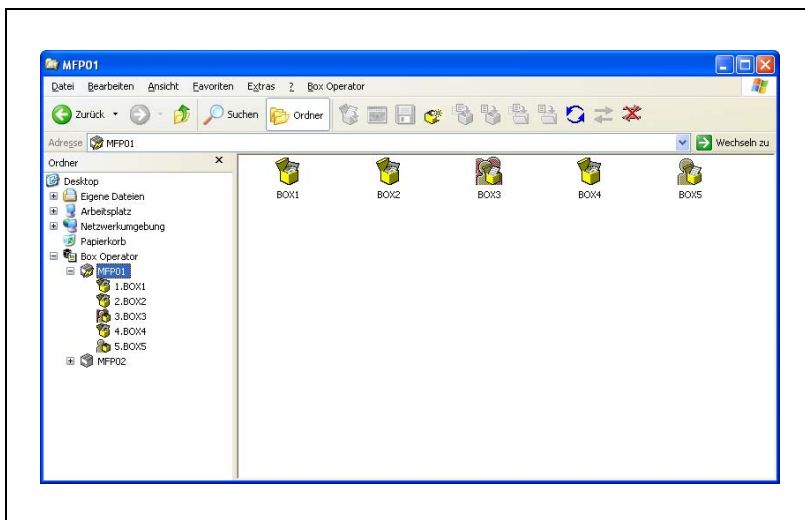 MFP01
Datei Bearbeiten Ansicht Favoriten Extras ? Box Operator
Zurück Suchen Ordner
Adresse MFP01 Wechseln zu
Ordner x
Desktop
Eigene Dateien
Arbeitsplatz
Netzwerkumgebung
Papierkorb
Box Operator
MFP01
1.BOX1
2.BOX2
3.BOX3
4.BOX4
5.BOX5
MFP02
BOX1 BOX2 BOX3 BOX4 BOX5